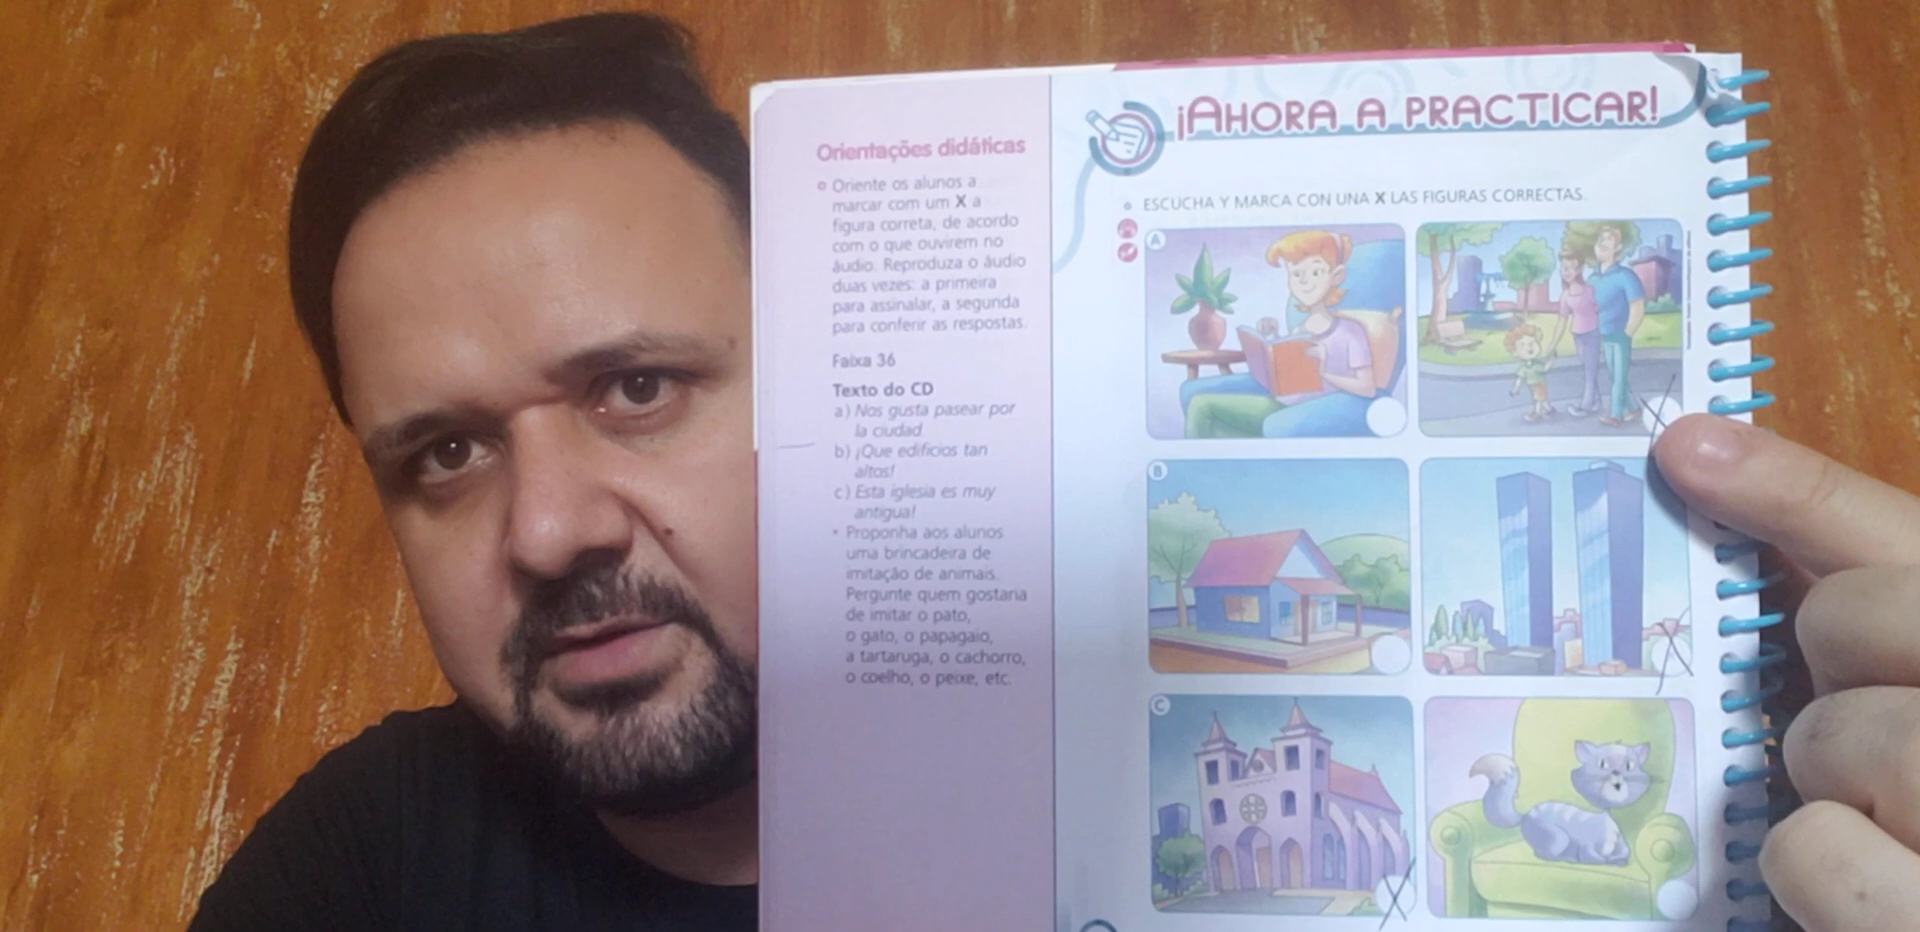 Orientações didáticas
Oriente os alunos a
marcar com um X a
figura correta, de acordo
com o que ouvirem no
áudio. Reproduza o áudio
duas vezes: a primeira
para assinalar, a segunda
para conferir as respostas.
Faixa 36
Texto do CD
a) Nos gusta pasear por
la ciudad.
b) ¡Que edificios tan
altos!
c) Esta iglesia es muy
antigua!
• Proponha aos alunos
uma brincadeira de
imitação de animais.
Pergunte quem gostaria
de imitar o pato,
o gato, o papagaio,
a tartaruga, o cachorro,
o coelho, o peixe, etc.
¡AHORA A PRACTICAR!
ESCUCHA Y MARCA CON UNA X LAS FIGURAS CORRECTAS.
A
X
B
X
C
X